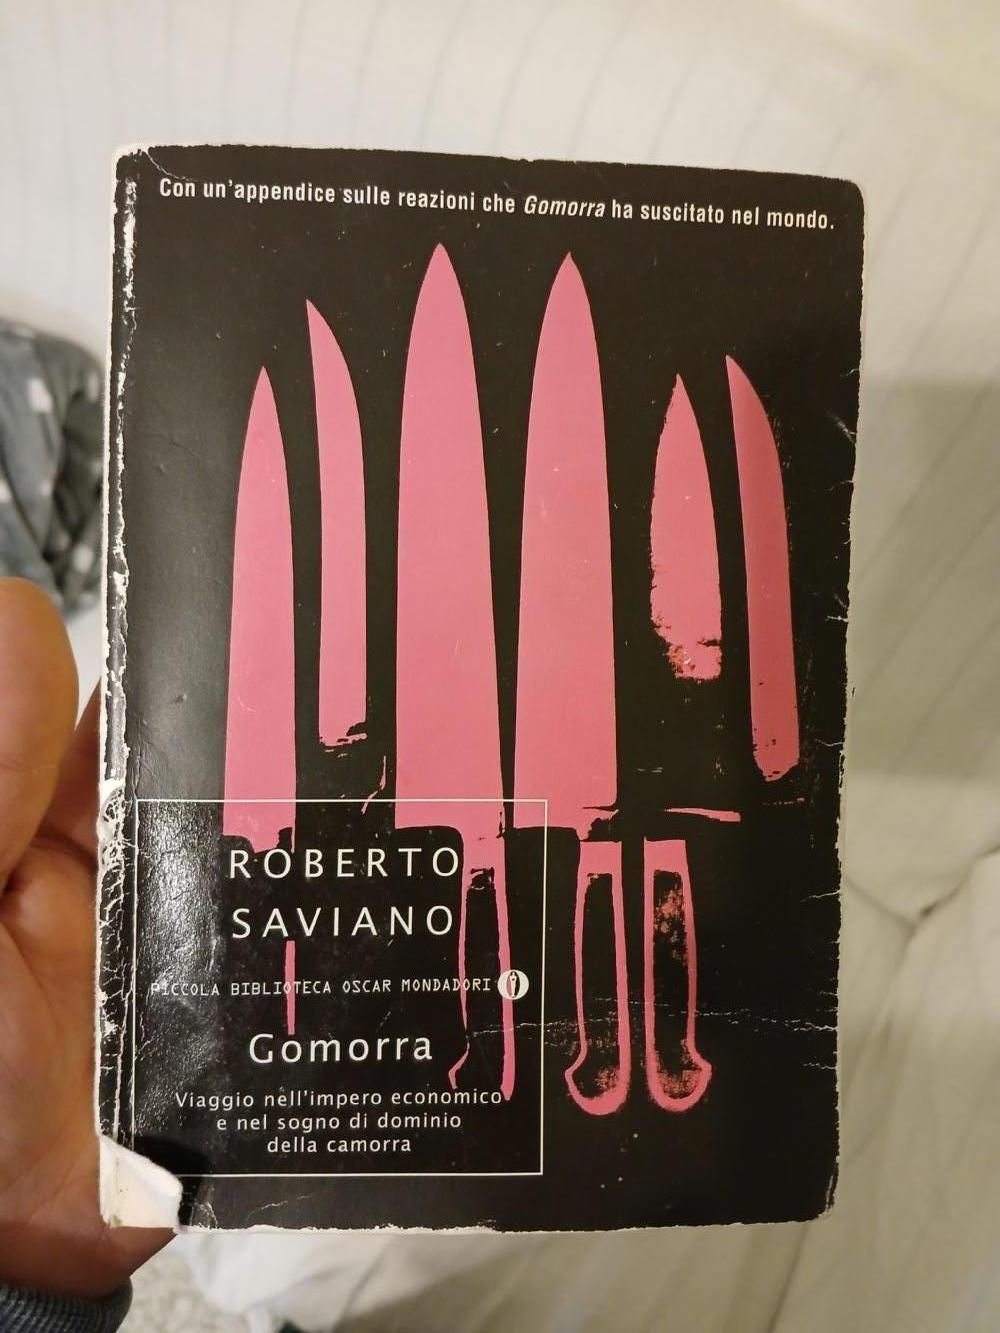 Con un'appendice sulle reazioni che Gomorra ha suscitato nel mondo.
ROBERTO
SAVIANO
PICCOLA BIBLIOTECA OSCAR MONDADORI
Gomorra
Viaggio nell'impero economico
e nel sogno di dominio
della camorra